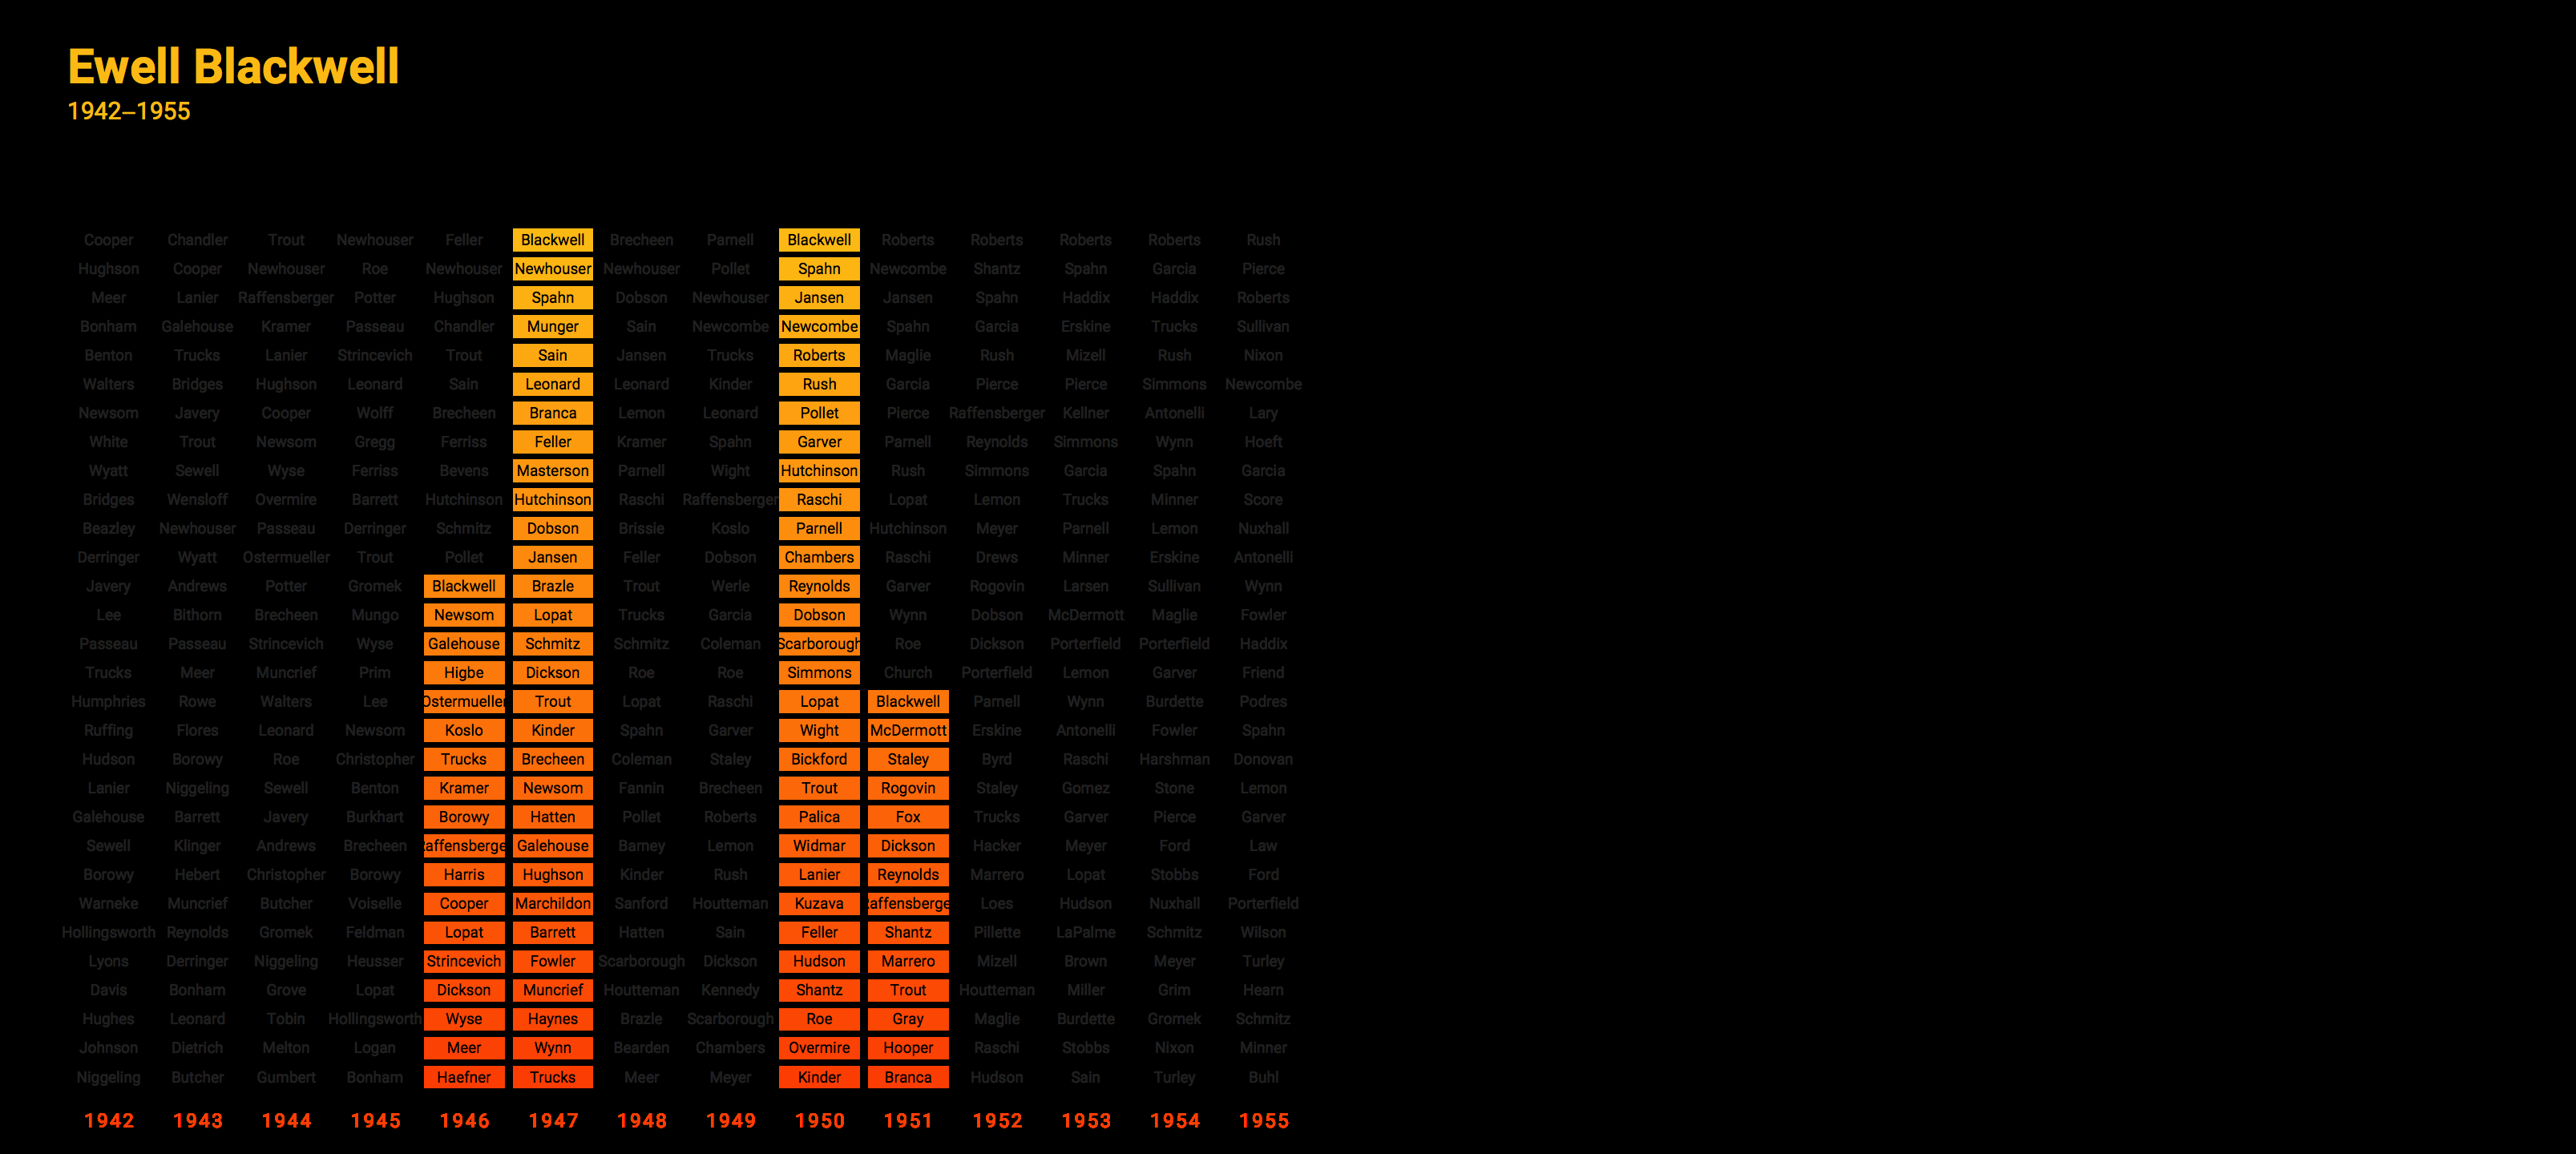 Ewell Blackwell
1942–1955
Cooper Chandler Trout Newhouser Feller Blackwell Brecheen Parnell Blackwell Roberts Roberts Roberts Roberts Rush
Hughson Cooper Newhouser Roe Newhouser Newhouser Newhouser Pollet Spahn Newcombe Shantz Spahn Garcia Pierce
Meer Lanier Raffensberger Potter Hughson Spahn Dobson Newhouser Jansen Jansen Spahn Haddix Haddix Roberts
Bonham Galehouse Kramer Passeau Chandler Munger Sain Newcombe Newcombe Spahn Garcia Erskine Trucks Sullivan
Benton Trucks Lanier Strincevich Trout Sain Jansen Trucks Roberts Maglie Rush Mizell Rush Nixon
Walters Bridges Hughson Leonard Sain Leonard Leonard Kinder Rush Garcia Pierce Pierce Simmons Newcombe
Newsom Javery Cooper Wolff Brecheen Branca Lemon Leonard Pollet Pierce Raffensberger Kellner Antonelli Lary
White Trout Newsom Gregg Ferriss Feller Kramer Spahn Garver Parnell Reynolds Simmons Wynn Hoeft
Wyatt Sewell Wyse Ferriss Bevens Masterson Parnell Wight Hutchinson Rush Simmons Garcia Spahn Garcia
Bridges Wensloff Overmire Barrett Hutchinson Hutchinson Raschi Raffensberger Raschi Lopat Lemon Trucks Minner Score
Beazley Newhouser Passeau Derringer Schmitz Dobson Brissie Koslo Parnell Hutchinson Meyer Parnell Lemon Nuxhall
Derringer Wyatt Ostermueller Trout Pollet Jansen Feller Dobson Chambers Raschi Drews Minner Erskine Antonelli
Javery Andrews Potter Gromek Blackwell Brazle Trout Werle Reynolds Garver Rogovin Larsen Sullivan Wynn
Lee Bithorn Brecheen Mungo Newsom Lopat Trucks Garcia Dobson Wynn Dobson McDermott Maglie Fowler
Passeau Passeau Strincevich Wyse Galehouse Schmitz Schmitz Coleman Scarborough Roe Dickson Porterfield Porterfield Haddix
Trucks Meer Muncrief Prim Higbe Dickson Roe Roe Simmons Church Porterfield Lemon Garver Friend
Humphries Rowe Walters Lee Ostermueller Trout Lopat Raschi Lopat Blackwell Parnell Wynn Burdette Podres
Ruffing Flores Leonard Newsom Koslo Kinder Spahn Garver Wight McDermott Erskine Antonelli Fowler Spahn
Hudson Borowy Roe Christopher Trucks Brecheen Coleman Staley Bickford Staley Byrd Raschi Harshman Donovan
Lanier Niggeling Sewell Benton Kramer Newsom Fannin Brecheen Trout Rogovin Staley Gomez Stone Lemon
Galehouse Barrett Javery Burkhart Borowy Hatten Pollet Roberts Palica Fox Trucks Garver Pierce Garver
Sewell Klinger Andrews Brecheen affensberge Galehouse Barney Lemon Widmar Dickson Hacker Meyer Ford Law
Borowy Hebert Christopher Borowy Harris Hughson Kinder Rush Lanier Reynolds Marrero Lopat Stobbs Ford
Warneke Muncrief Butcher Voiselle Cooper Marchildon Sanford Houtteman Kuzava affensberge Loes Hudson Nuxhall Porterfield
Hollingsworth Reynolds Gromek Feldman Lopat Barrett Hatten Sain Feller Shantz Pillette LaPalme Schmitz Wilson
Lyons Derringer Niggeling Heusser Strincevich Fowler Scarborough Dickson Hudson Marrero Mizell Brown Meyer Turley
Davis Bonham Grove Lopat Dickson Muncrief Houtteman Kennedy Shantz Trout Houtteman Miller Grim Hearn
Hughes Leonard Tobin Hollingsworth Wyse Haynes Brazle Scarborough Roe Gray Maglie Burdette Gromek Schmitz
Johnson Dietrich Melton Logan Meer Wynn Bearden Chambers Overmire Hooper Raschi Stobbs Nixon Minner
Niggeling Butcher Gumbert Bonham Haefner Trucks Meer Meyer Kinder Branca Hudson Sain Turley Buhl
1942 1943 1944 1945 1946 1947 1948 1949 1950 1951 1952 1953 1954 1955